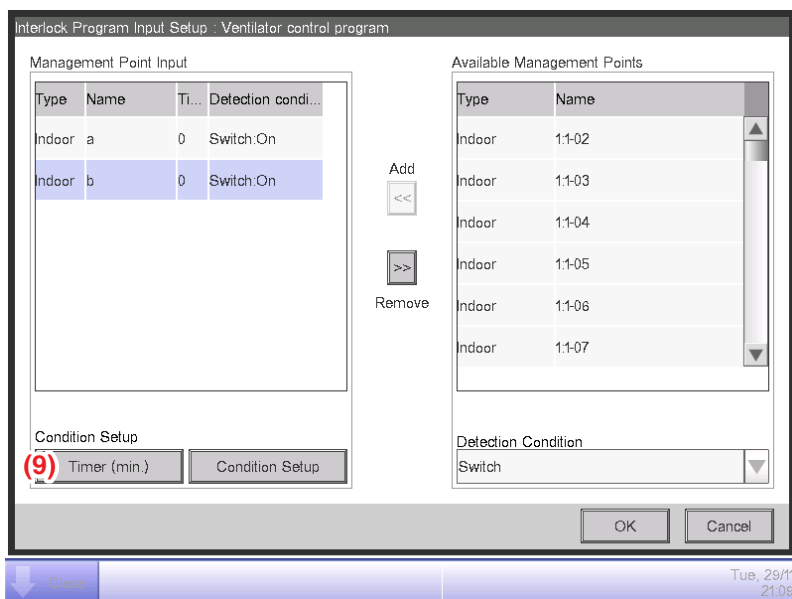 Interlock Program Input Setup : Ventilator control program
Management Point Input
Type Name Ti... Detection condi...
Indoor a 0 Switch:On
Indoor b 0 Switch:On
Add
<<
>>
Remove
Available Management Points
Type Name
Indoor 1:1-02
Indoor 1:1-03
Indoor 1:1-04
Indoor 1:1-05
Indoor 1:1-06
Indoor 1:1-07
Condition Setup
(9) Timer (min.) Condition Setup
Detection Condition
Switch
OK Cancel
Tue, 29/11
21:09